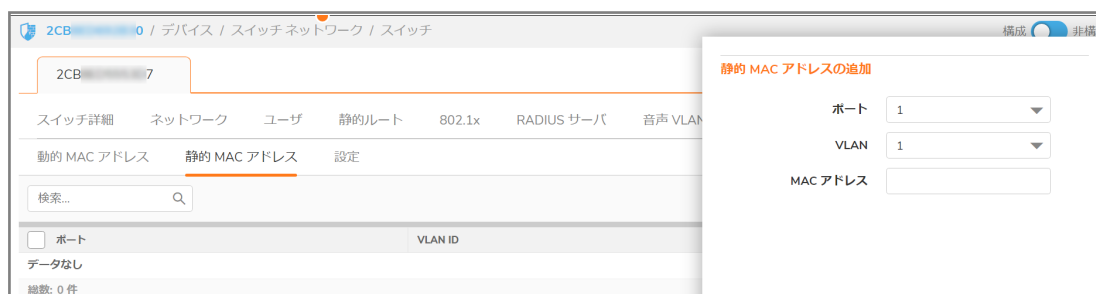 2CB 0 / デバイス / スイッチ ネットワーク / スイッチ
構成 非構
2CB 7
スイッチ詳細 ネットワーク ユーザ 静的ルート 802.1x RADIUS サーバ 音声 VLAN
動的 MAC アドレス 静的 MAC アドレス 設定
検索...
ポート VLAN ID
データなし
総数: 0 件
静的 MAC アドレスの追加
ポート 1
VLAN 1
MAC アドレス